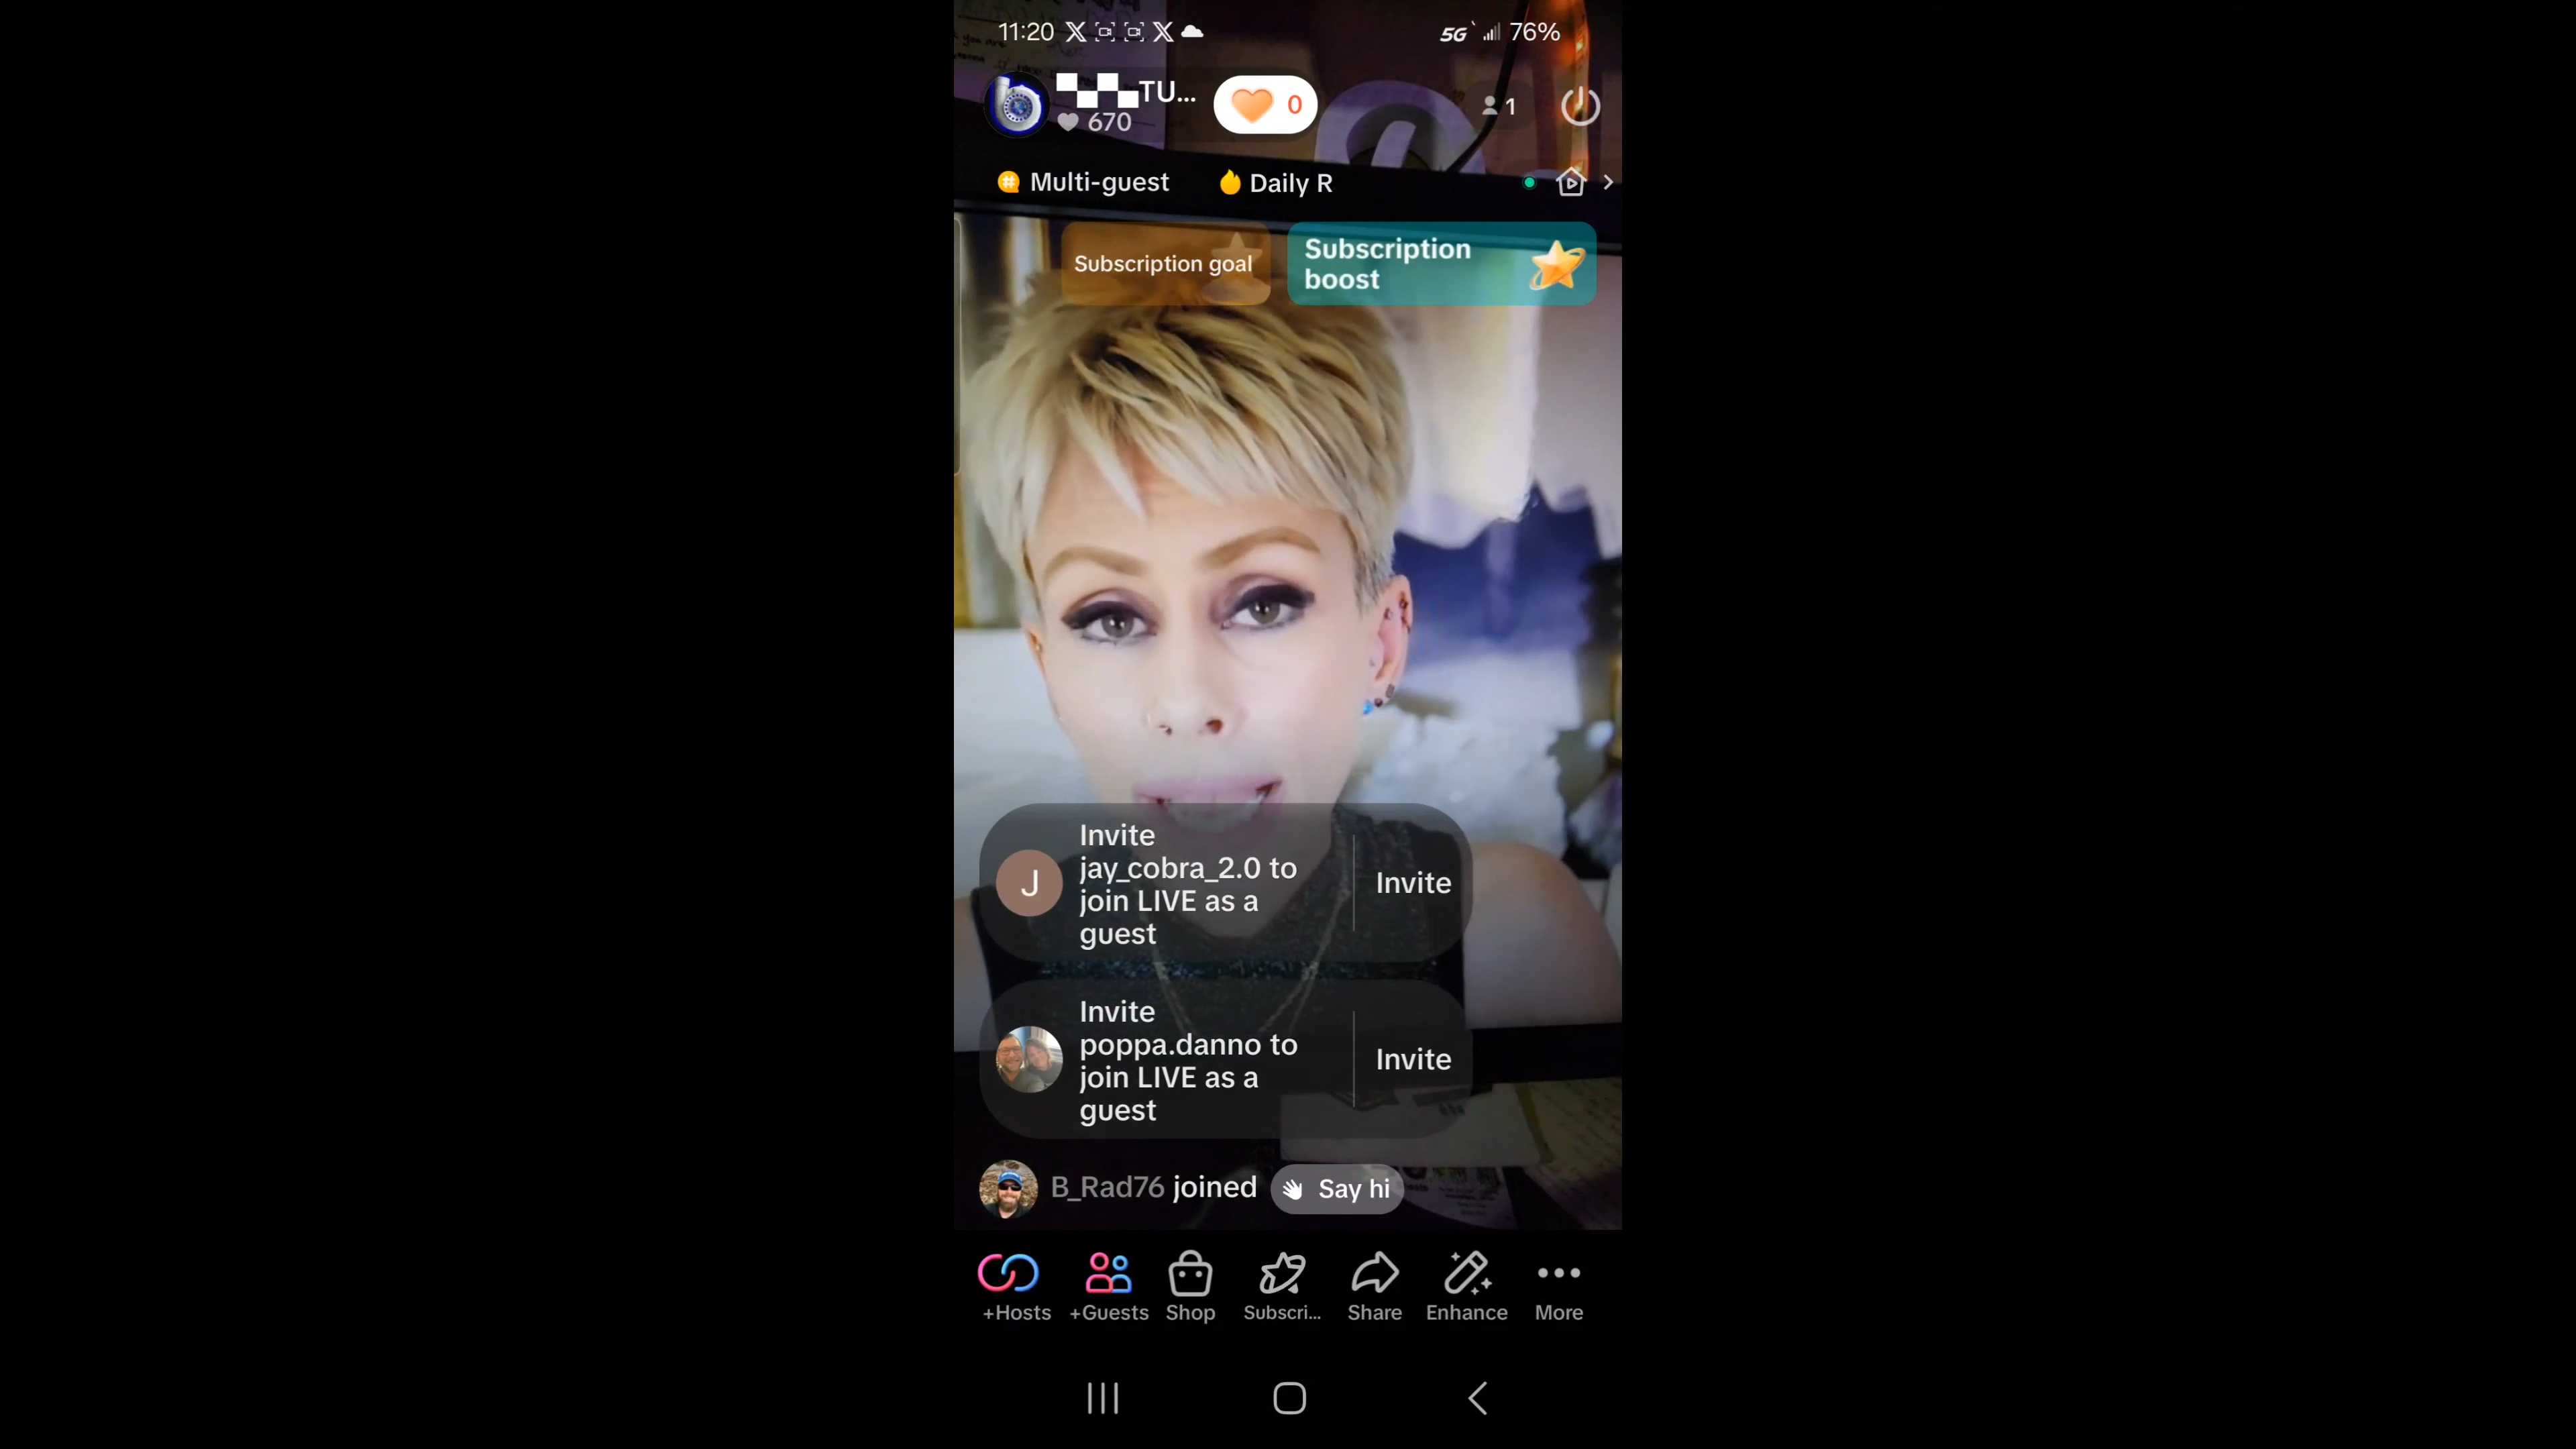 11:20
5G 76%
TU...
670
0
1
Multi-guest
Daily R
Subscription goal
Subscription
boost
Invite
jay_cobra_2.0 to
join LIVE as a
guest
Invite
J
Invite
poppa.danno to
join LIVE as a
guest
Invite
B_Rad76 joined
Say hi
+Hosts
+Guests
Shop
Subscri...
Share
Enhance
More